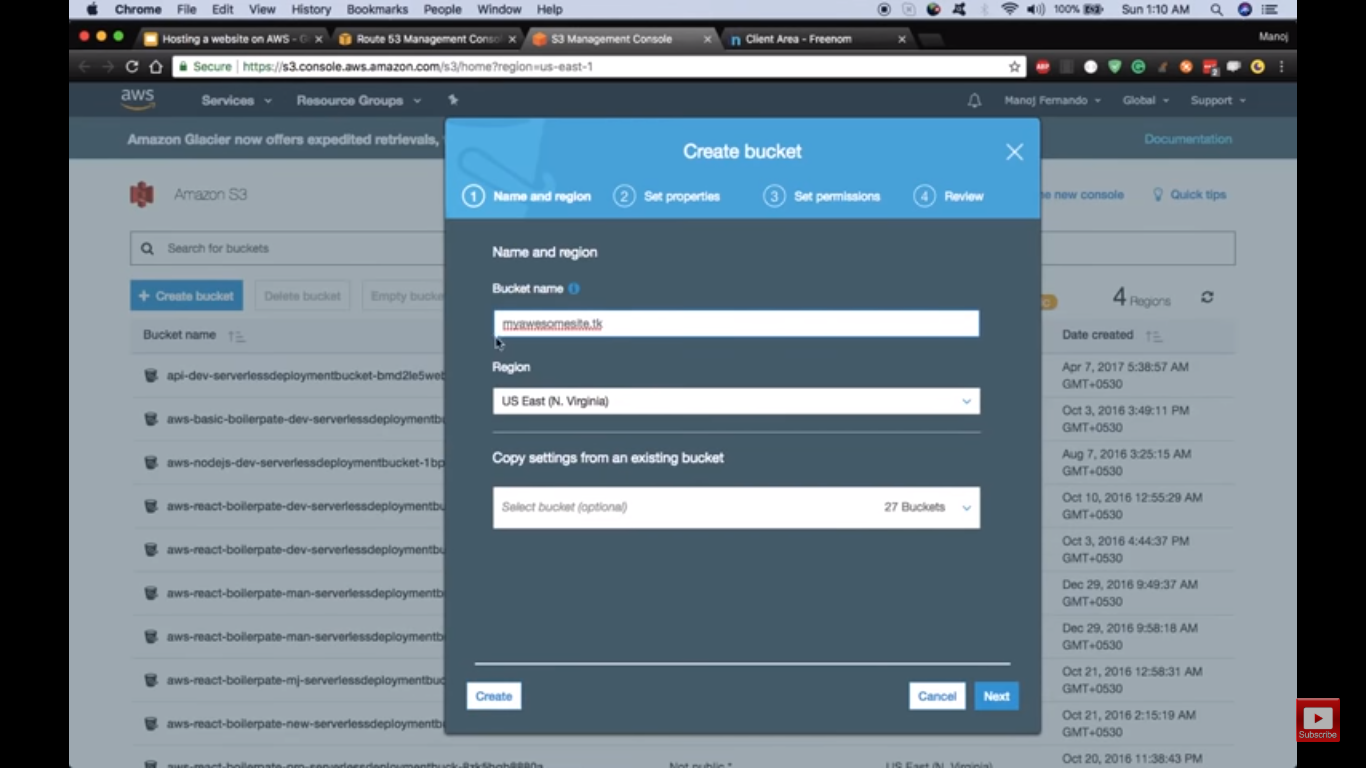 Chrome File Edit View History Bookmarks People Window Help 100% Sun 1:10 AM
Hosting a website on AWS - G Route 53 Management Conso S3 Management Console n Client Area - Freenom Manoj
Secure https://s3.console.aws.amazon.com/s3/home?region=us-east-1 ABP 2
aws Services Resource Groups Manoj Fernando Global Support
Amazon Glacier now offers expedited retrievals, Documentation
Create bucket
1 Name and region 2 Set properties 3 Set permissions 4 Review
Amazon S3 new console Quick tips
Search for buckets
Name and region
Bucket name
+ Create bucket Delete bucket Empty bucke 4 Regions
myawesomesite.tk
Bucket name Date created
Region
api-dev-serverlessdeploymentbucket-bmd2le5web Apr 7, 2017 5:38:57 AM
GMT+0530
US East (N. Virginia)
aws-basic-boilerpate-dev-serverlessdeploymentb Oct 3, 2016 3:49:11 PM
GMT+0530
Copy settings from an existing bucket
aws-nodejs-dev-serverlessdeploymentbucket-1bp Aug 7, 2016 3:25:15 AM
GMT+0530
Select bucket (optional) 27 Buckets
aws-react-boilerpate-dev-serverlessdeploymentbu Oct 10, 2016 12:55:29 AM
GMT+0530
aws-react-boilerpate-dev-serverlessdeploymentbu Oct 3, 2016 4:44:37 PM
GMT+0530
aws-react-boilerpate-man-serverlessdeploymentb Dec 29, 2016 9:49:37 AM
GMT+0530
aws-react-boilerpate-man-serverlessdeploymentb Dec 29, 2016 9:58:18 AM
GMT+0530
aws-react-boilerpate-mj-serverlessdeploymentbuc Oct 21, 2016 12:58:31 AM
GMT+0530
Create Cancel Next
aws-react-boilerpate-new-serverlessdeploymentb Oct 21, 2016 2:15:19 AM
GMT+0530
Subscribe
Not public * US East (N. Virginia) Oct 20, 2016 11:38:43 PM